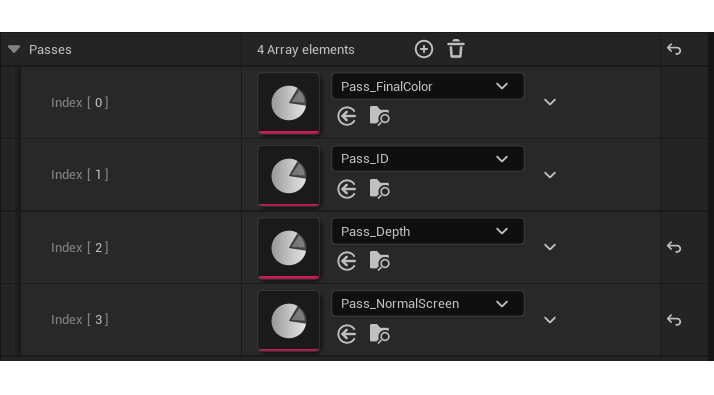 Passes 4 Array elements
Index [ 0 ] Pass_FinalColor
Index [ 1 ] Pass_ID
Index [ 2 ] Pass_Depth
Index [ 3 ] Pass_NormalScreen